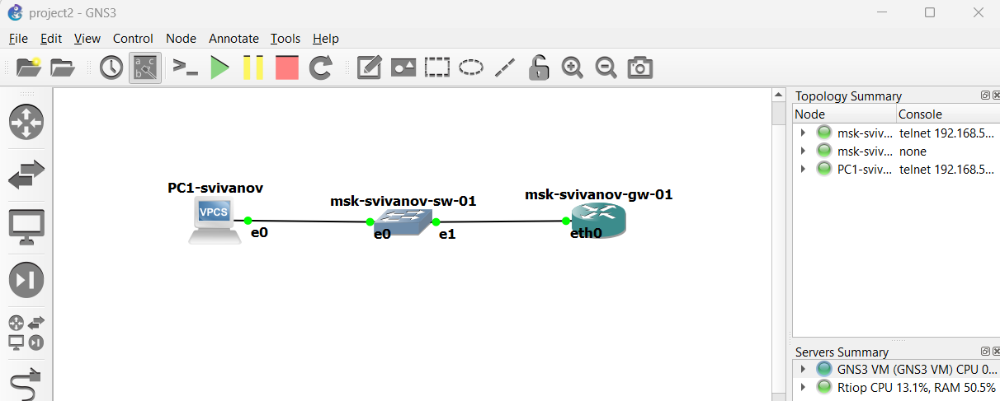 project2 - GNS3
File Edit View Control Node Annotate Tools Help
Topology Summary
Node Console
msk-sviv... telnet 192.168.5...
msk-sviv... none
PC1-sviv... telnet 192.168.5...
PC1-svivanov
VPCS
e0
msk-svivanov-sw-01
e0
e1
msk-svivanov-gw-01
eth0
Servers Summary
GNS3 VM (GNS3 VM) CPU 0...
Rtiop CPU 13.1%, RAM 50.5%